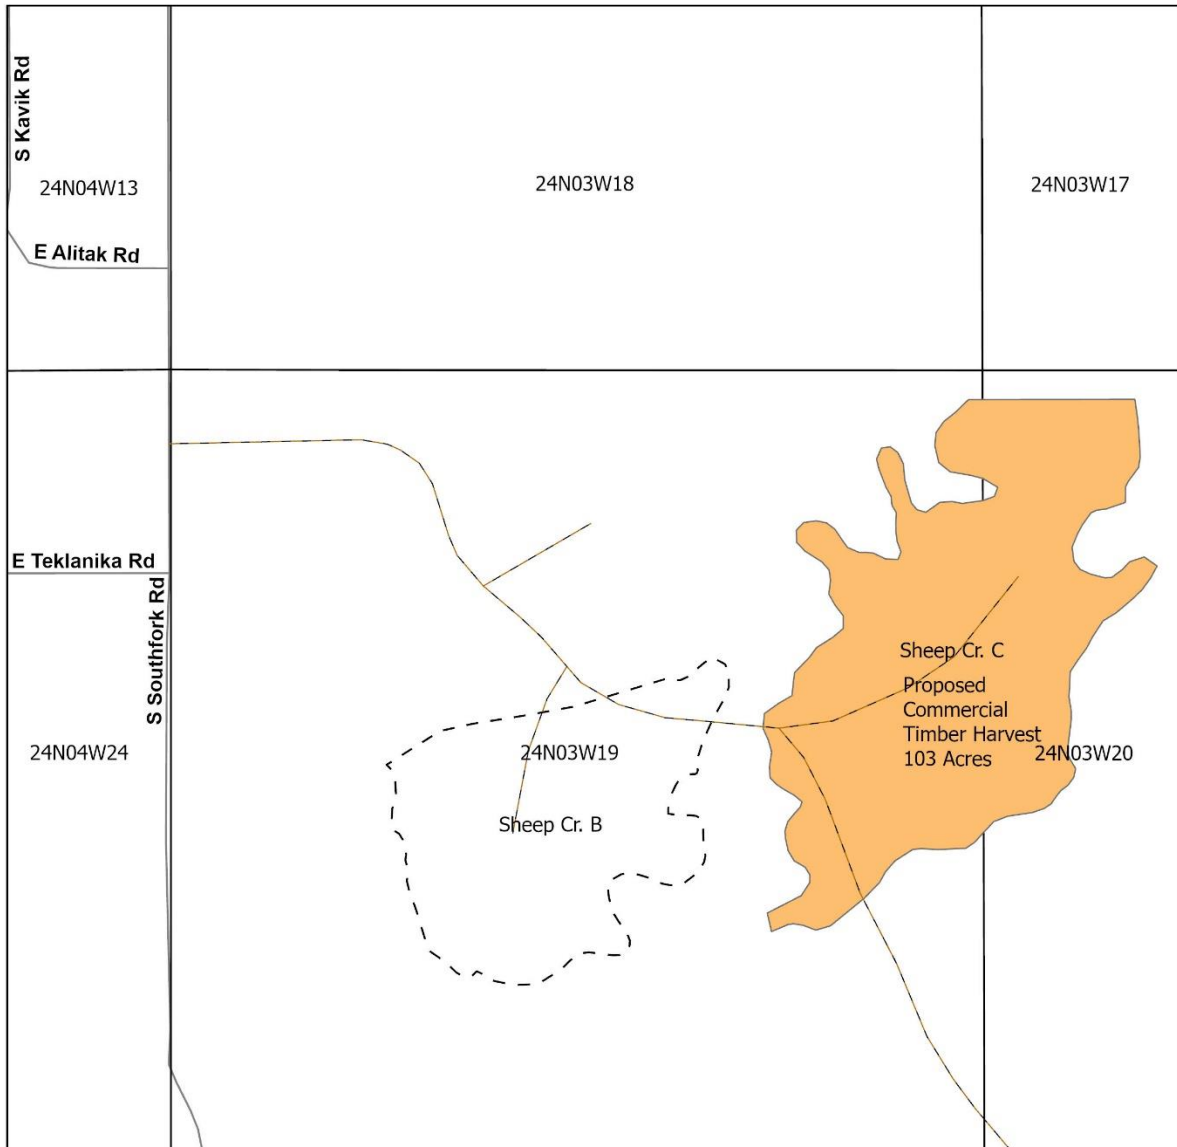 S Kavik Rd
24N04W13
24N03W18
24N03W17
E Alitak Rd
E Teklanika Rd
S Southfork Rd
Sheep Cr. C
Proposed
Commercial
Timber Harvest
103 Acres
24N04W24
24N03W19
24N03W20
Sheep Cr. B